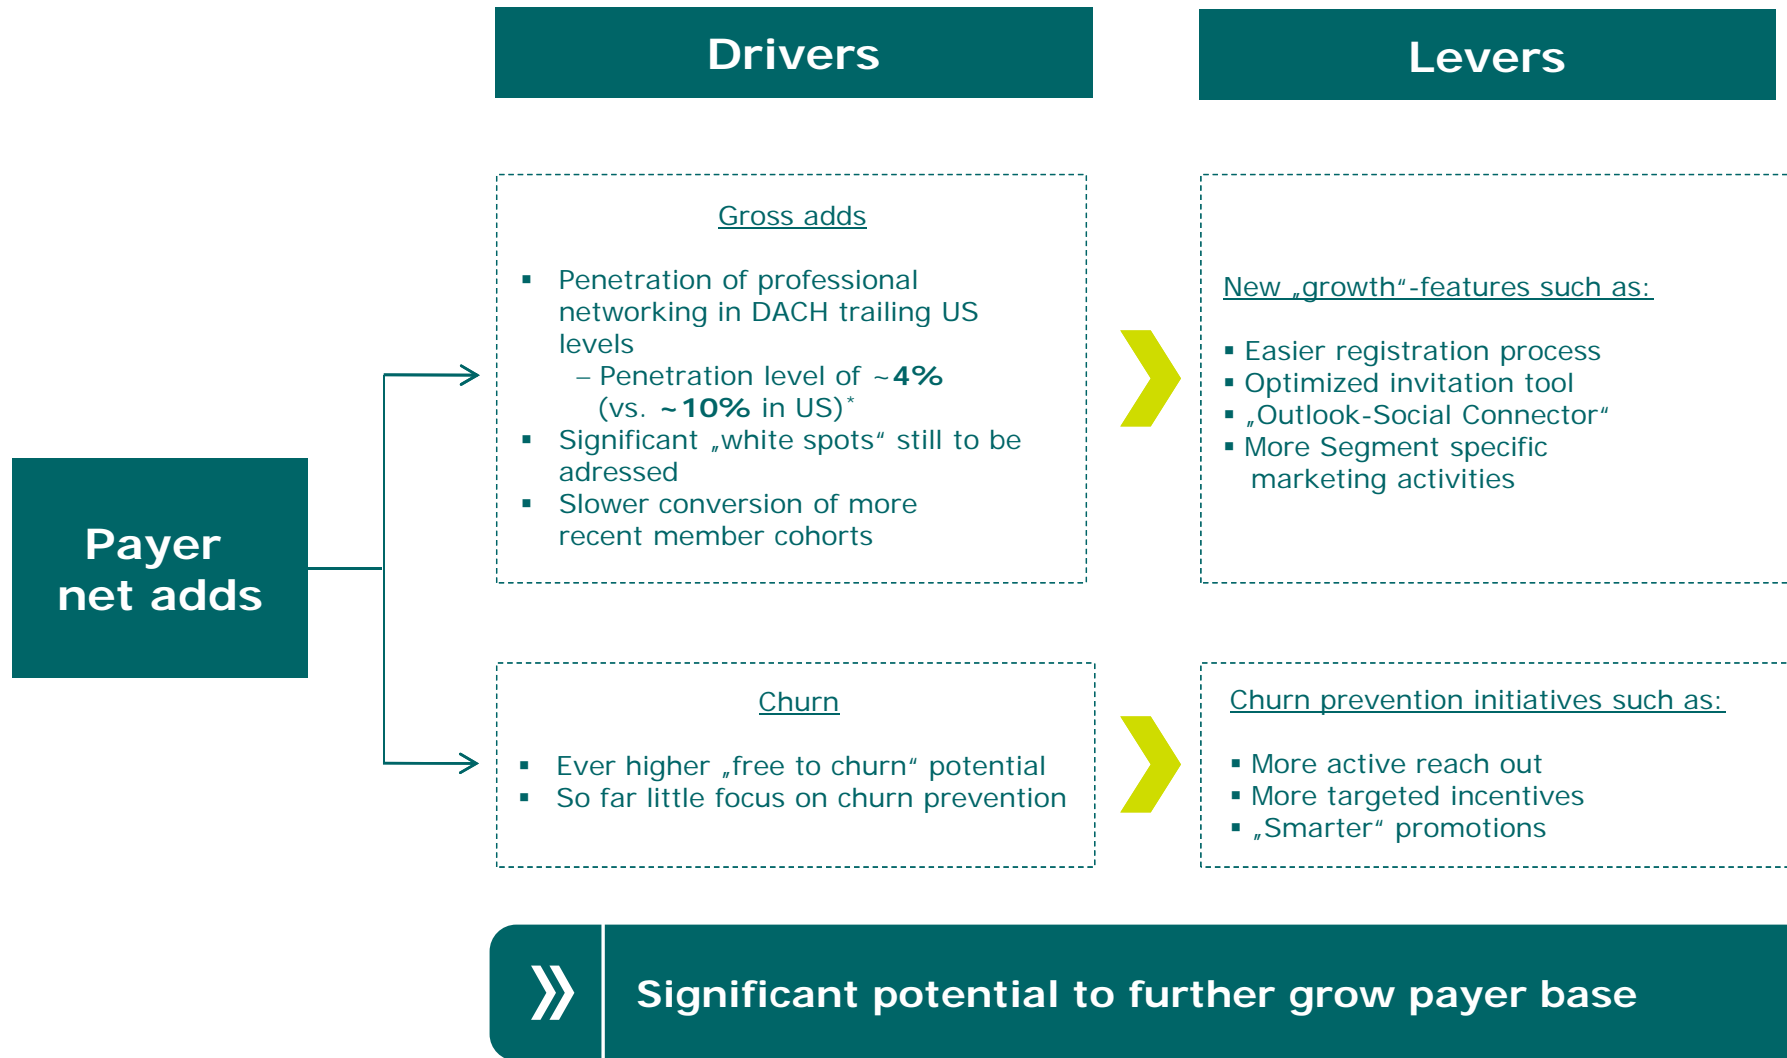 Drivers
Levers
Payer
net adds
Gross adds
▪ Penetration of professional
networking in DACH trailing US
levels
– Penetration level of ~4%
(vs. ~10% in US)*
▪ Significant „white spots“ still to be
adressed
▪ Slower conversion of more
recent member cohorts
New „growth“-features such as:
▪ Easier registration process
▪ Optimized invitation tool
▪ „Outlook-Social Connector“
▪ More Segment specific
marketing activities
Churn
▪ Ever higher „free to churn“ potential
▪ So far little focus on churn prevention
Churn prevention initiatives such as:
▪ More active reach out
▪ More targeted incentives
▪ „Smarter“ promotions
Significant potential to further grow payer base